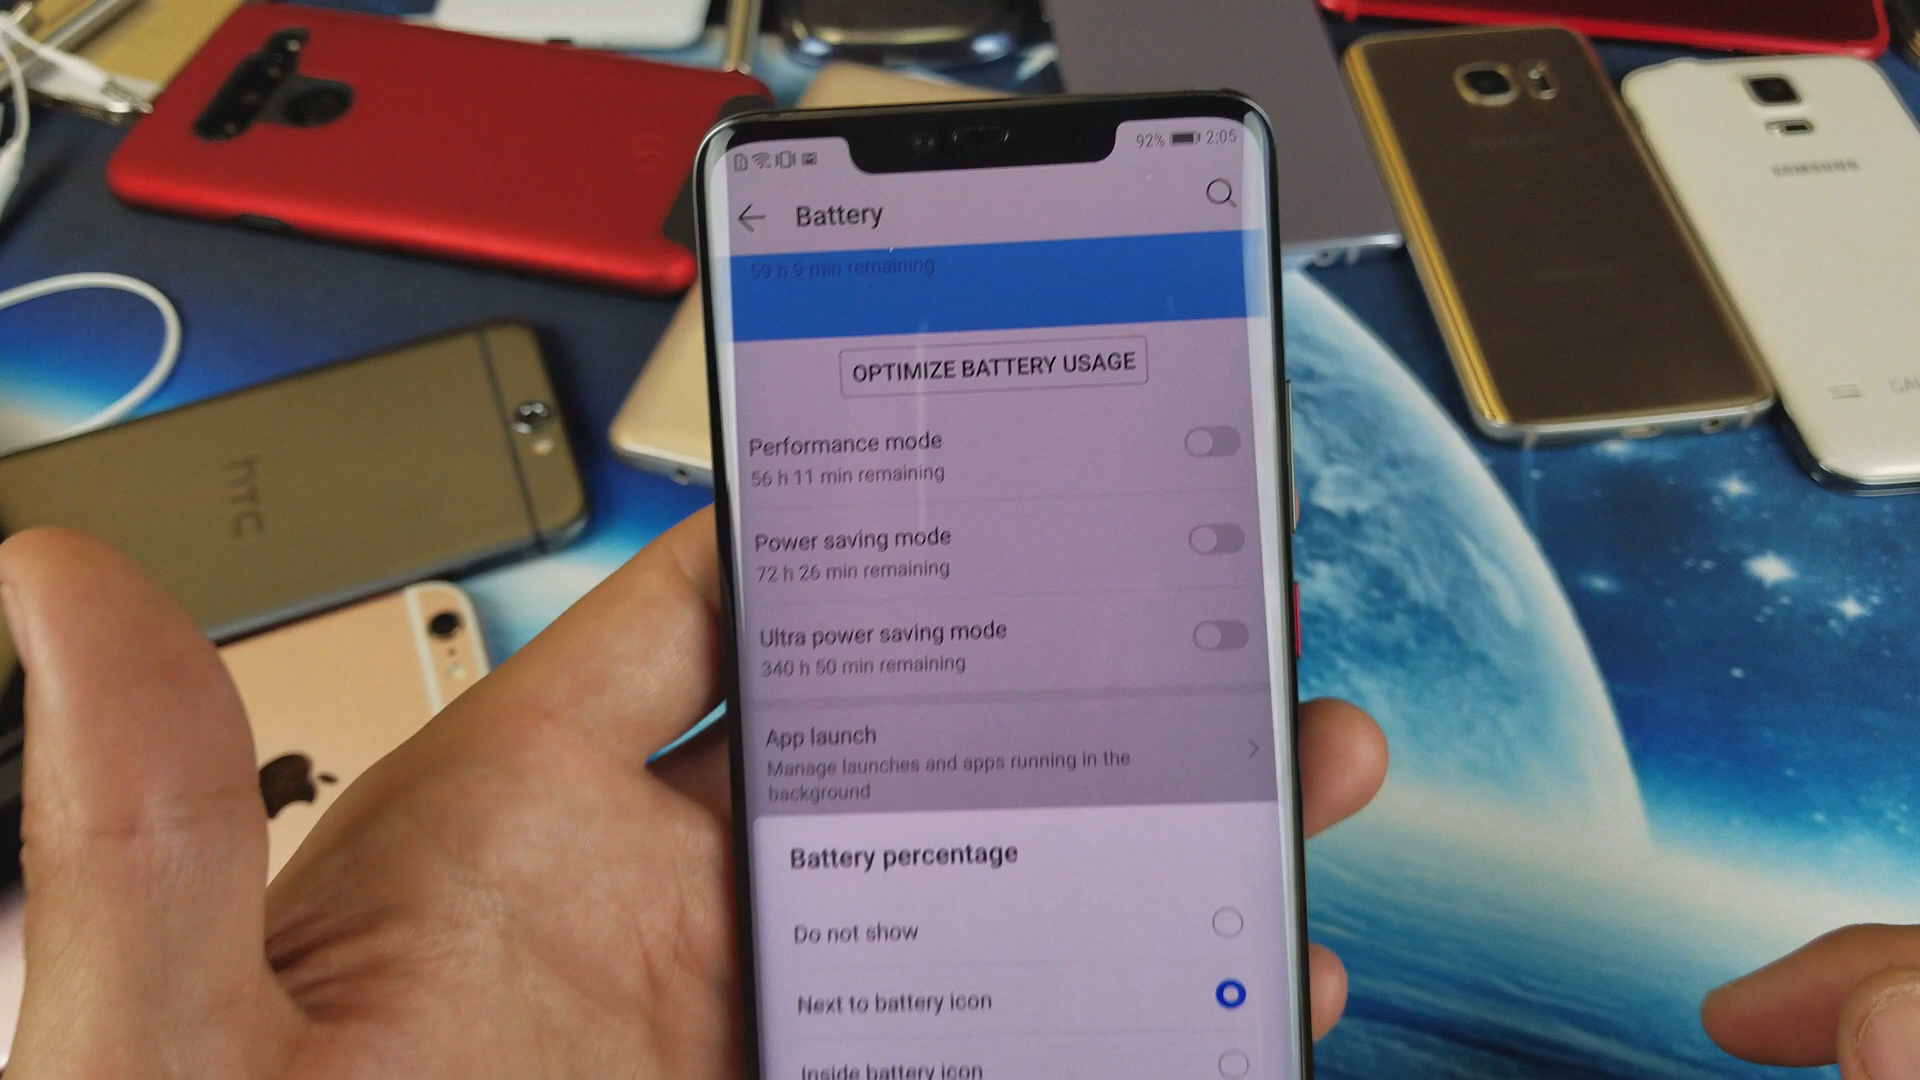 92% 2:05
Battery
59 h 9 min remaining
OPTIMIZE BATTERY USAGE
Performance mode
56 h 11 min remaining
Power saving mode
72 h 26 min remaining
Ultra power saving mode
340 h 50 min remaining
App launch
Manage launches and apps running in the
background
Battery percentage
Do not show
Next to battery icon
Inside battery icon
hTC
SAMSUNG
GAL